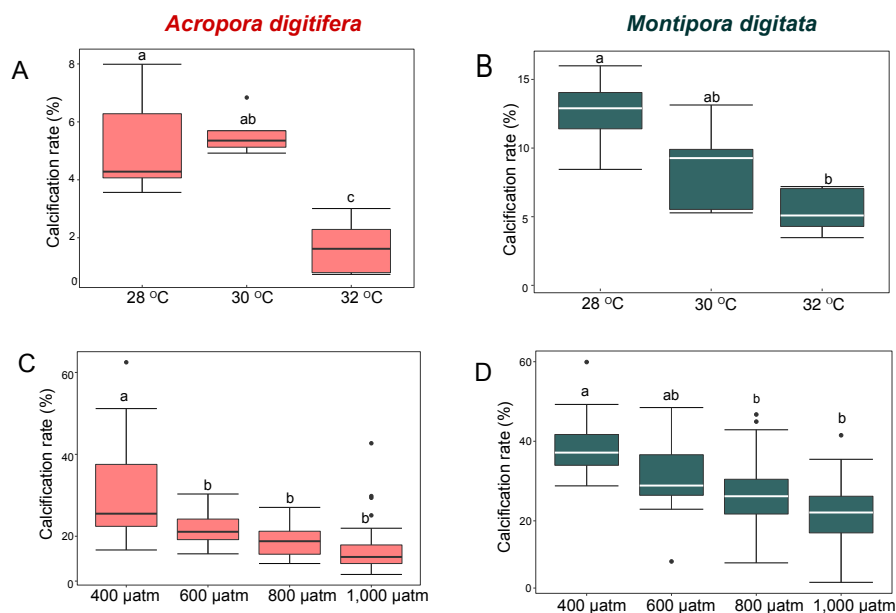 Acropora digitifera
Montipora digitata
A
Calcification rate (%)
8
6
4
2
0
a
ab
c
28 °C
30 °C
32 °C
B
Calcification rate (%)
15
10
5
0
a
ab
b
28 °C
30 °C
32 °C
C
Calcification rate (%)
60
40
20
0
a
b
b
b
400 µatm
600 µatm
800 µatm
1,000 µatm
D
Calcification rate (%)
60
40
20
0
a
ab
b
b
400 µatm
600 µatm
800 µatm
1,000 µatm